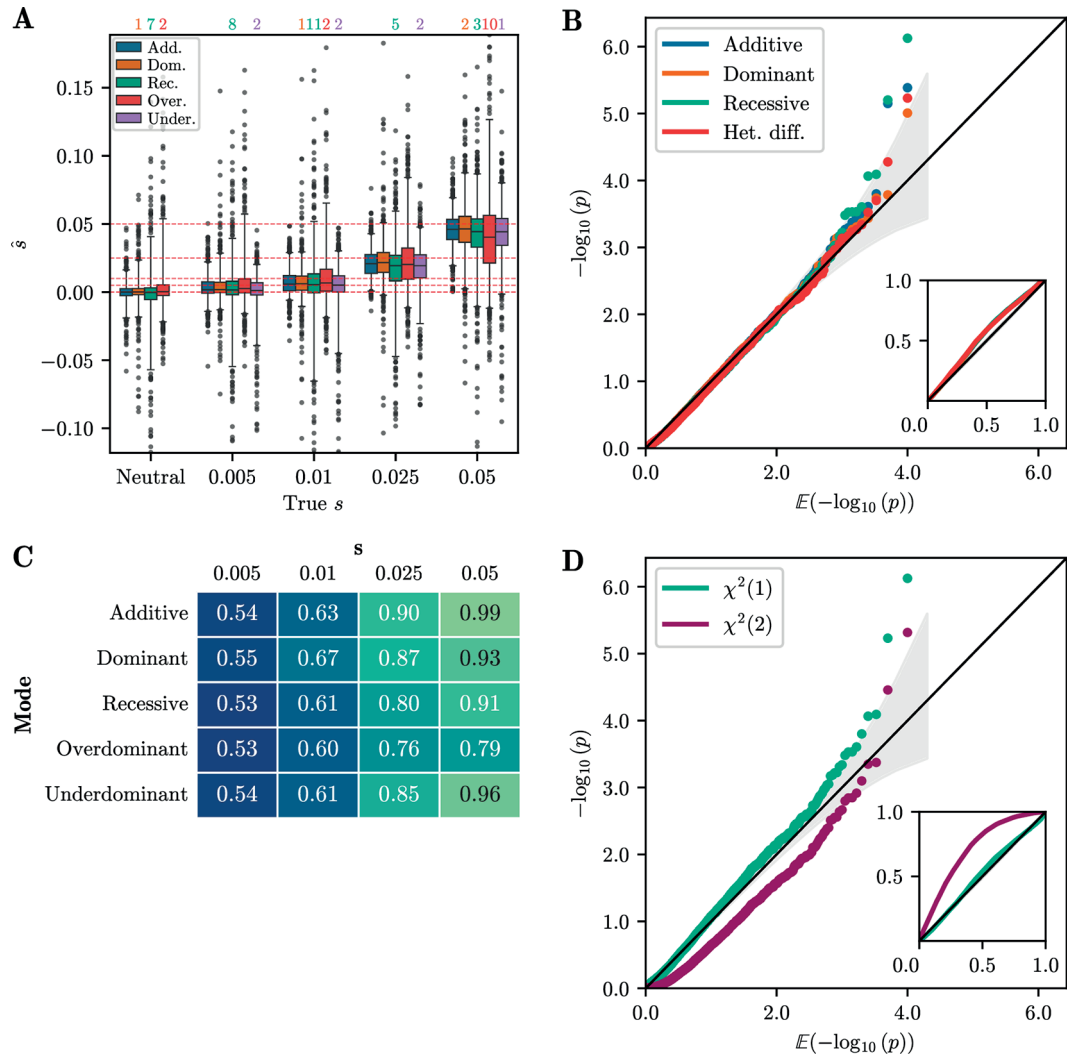 A
1 7 2 8 2 1 11 2 2 5 2 2 3 10 1
Add.
Dom.
Rec.
Over.
Under.
0.15
0.10
0.05
0.00
−0.05
−0.10
ŝ
Neutral 0.005 0.01 0.025 0.05
True s
B
Additive
Dominant
Recessive
Het. diff.
6.0
5.0
4.0
3.0
2.0
1.0
0.0
−log₁₀ (p)
1.0
0.5
0.0 0.5 1.0
0.0 2.0 4.0 6.0
𝔼(−log₁₀ (p))
C
s
0.005 0.01 0.025 0.05
Mode
Additive 0.54 0.63 0.90 0.99
Dominant 0.55 0.67 0.87 0.93
Recessive 0.53 0.61 0.80 0.91
Overdominant 0.53 0.60 0.76 0.79
Underdominant 0.54 0.61 0.85 0.96
D
χ²(1)
χ²(2)
6.0
5.0
4.0
3.0
2.0
1.0
0.0
−log₁₀ (p)
1.0
0.5
0.0 0.5 1.0
0.0 2.0 4.0 6.0
𝔼(−log₁₀ (p))